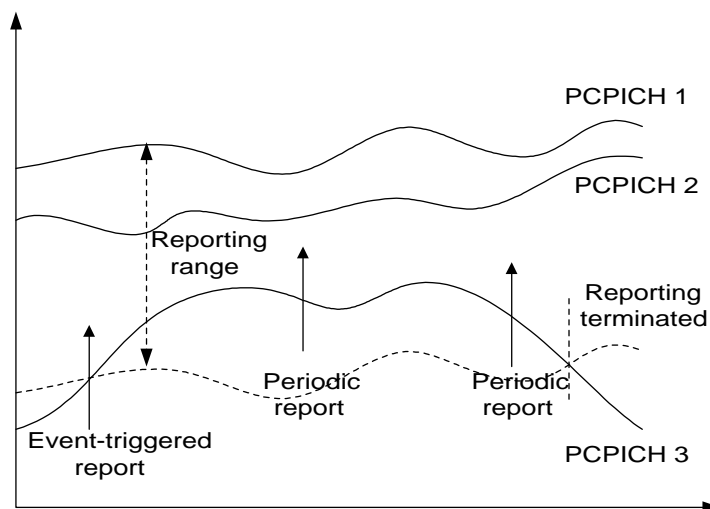 PCPICH 1
PCPICH 2
Reporting
range
Reporting
terminated
Periodic
report
Periodic
report
Event-triggered
report
PCPICH 3